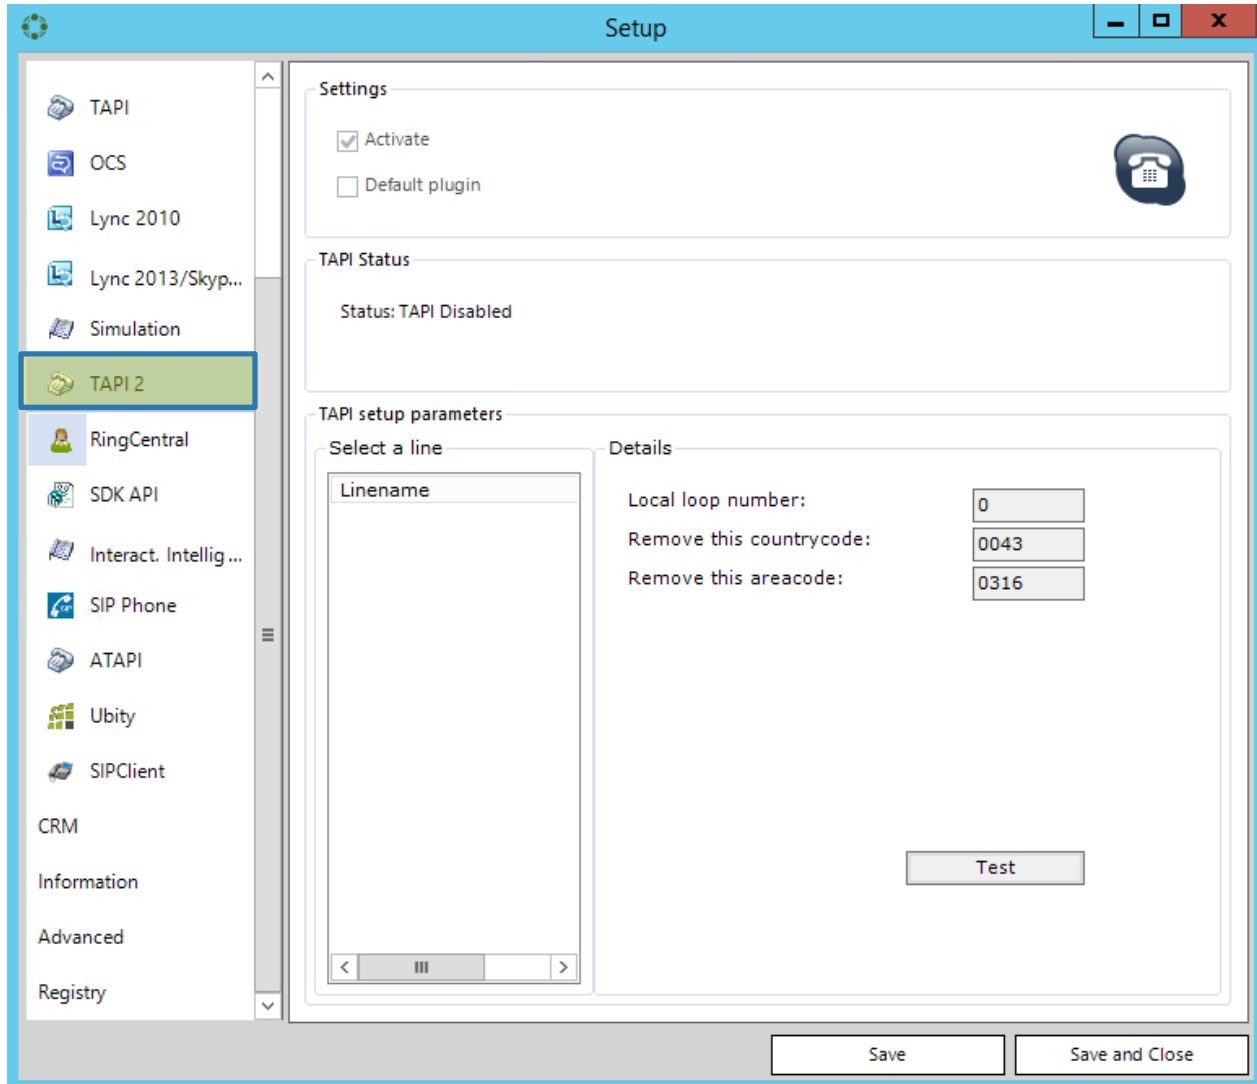 Setup
TAPI
OCS
Lync 2010
Lync 2013/Skyp...
Simulation
TAPI 2
RingCentral
SDK API
Interact. Intellig ...
SIP Phone
ATAPI
Ubity
SIPClient
CRM
Information
Advanced
Registry
Settings
Activate
Default plugin
TAPI Status
Status: TAPI Disabled
TAPI setup parameters
Select a line
Linename
Details
Local loop number: 0
Remove this countrycode: 0043
Remove this areacode: 0316
Test
Save
Save and Close